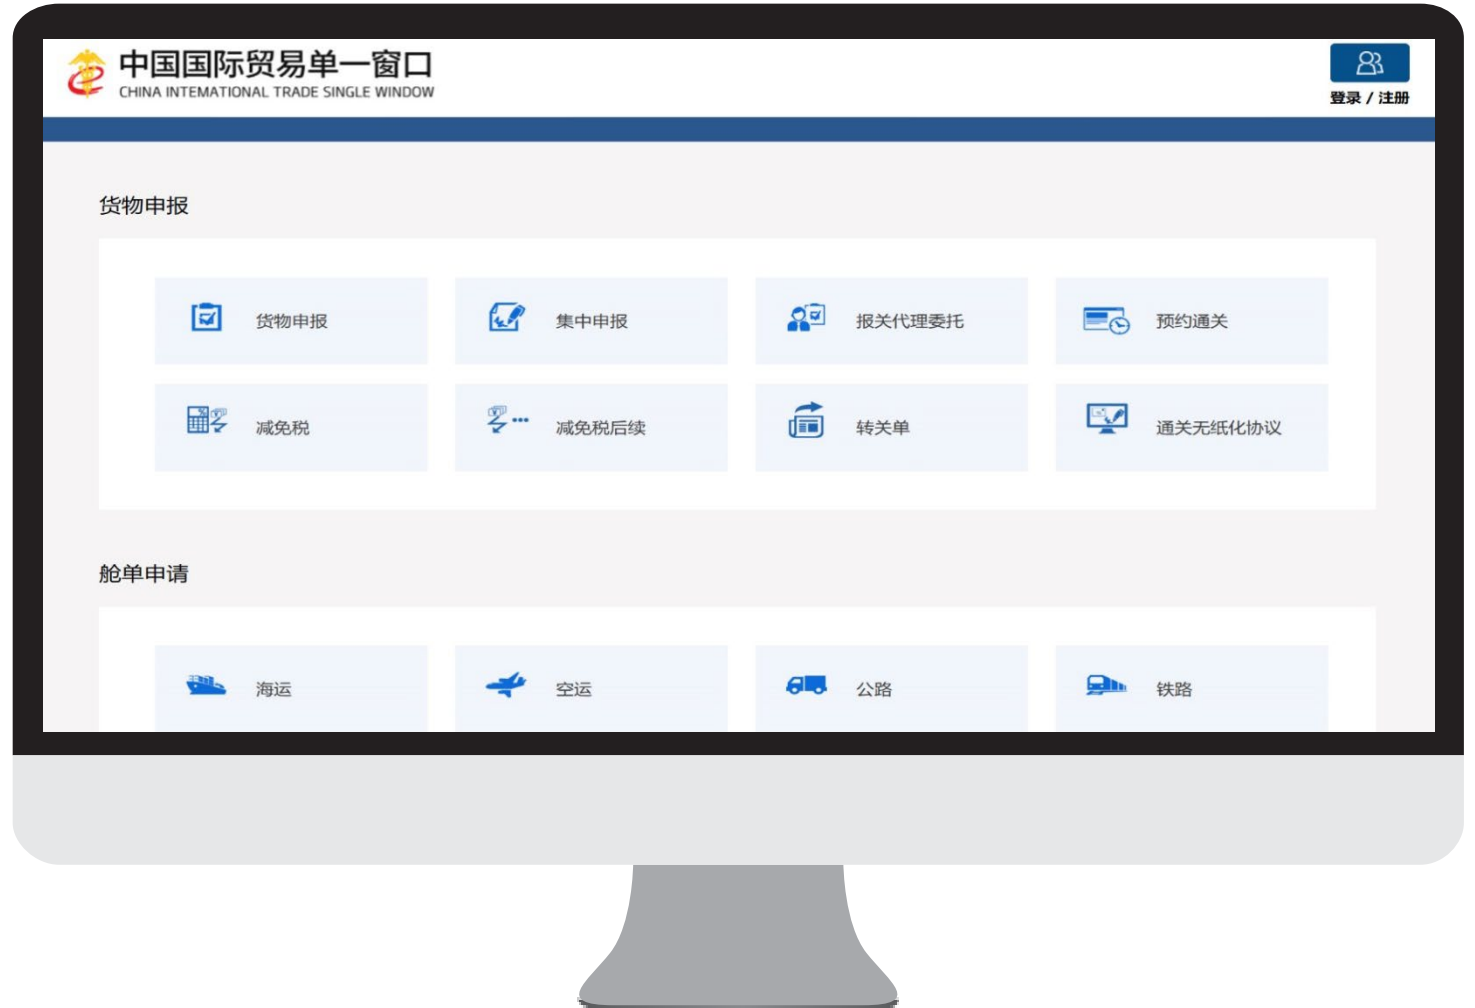 中国国际贸易单一窗口
CHINA INTEMATIONAL TRADE SINGLE WINDOW
登录 / 注册
货物申报
货物申报
集中申报
报关代理委托
预约通关
减免税
减免税后续
转关单
通关无纸化协议
舱单申请
海运
空运
公路
铁路